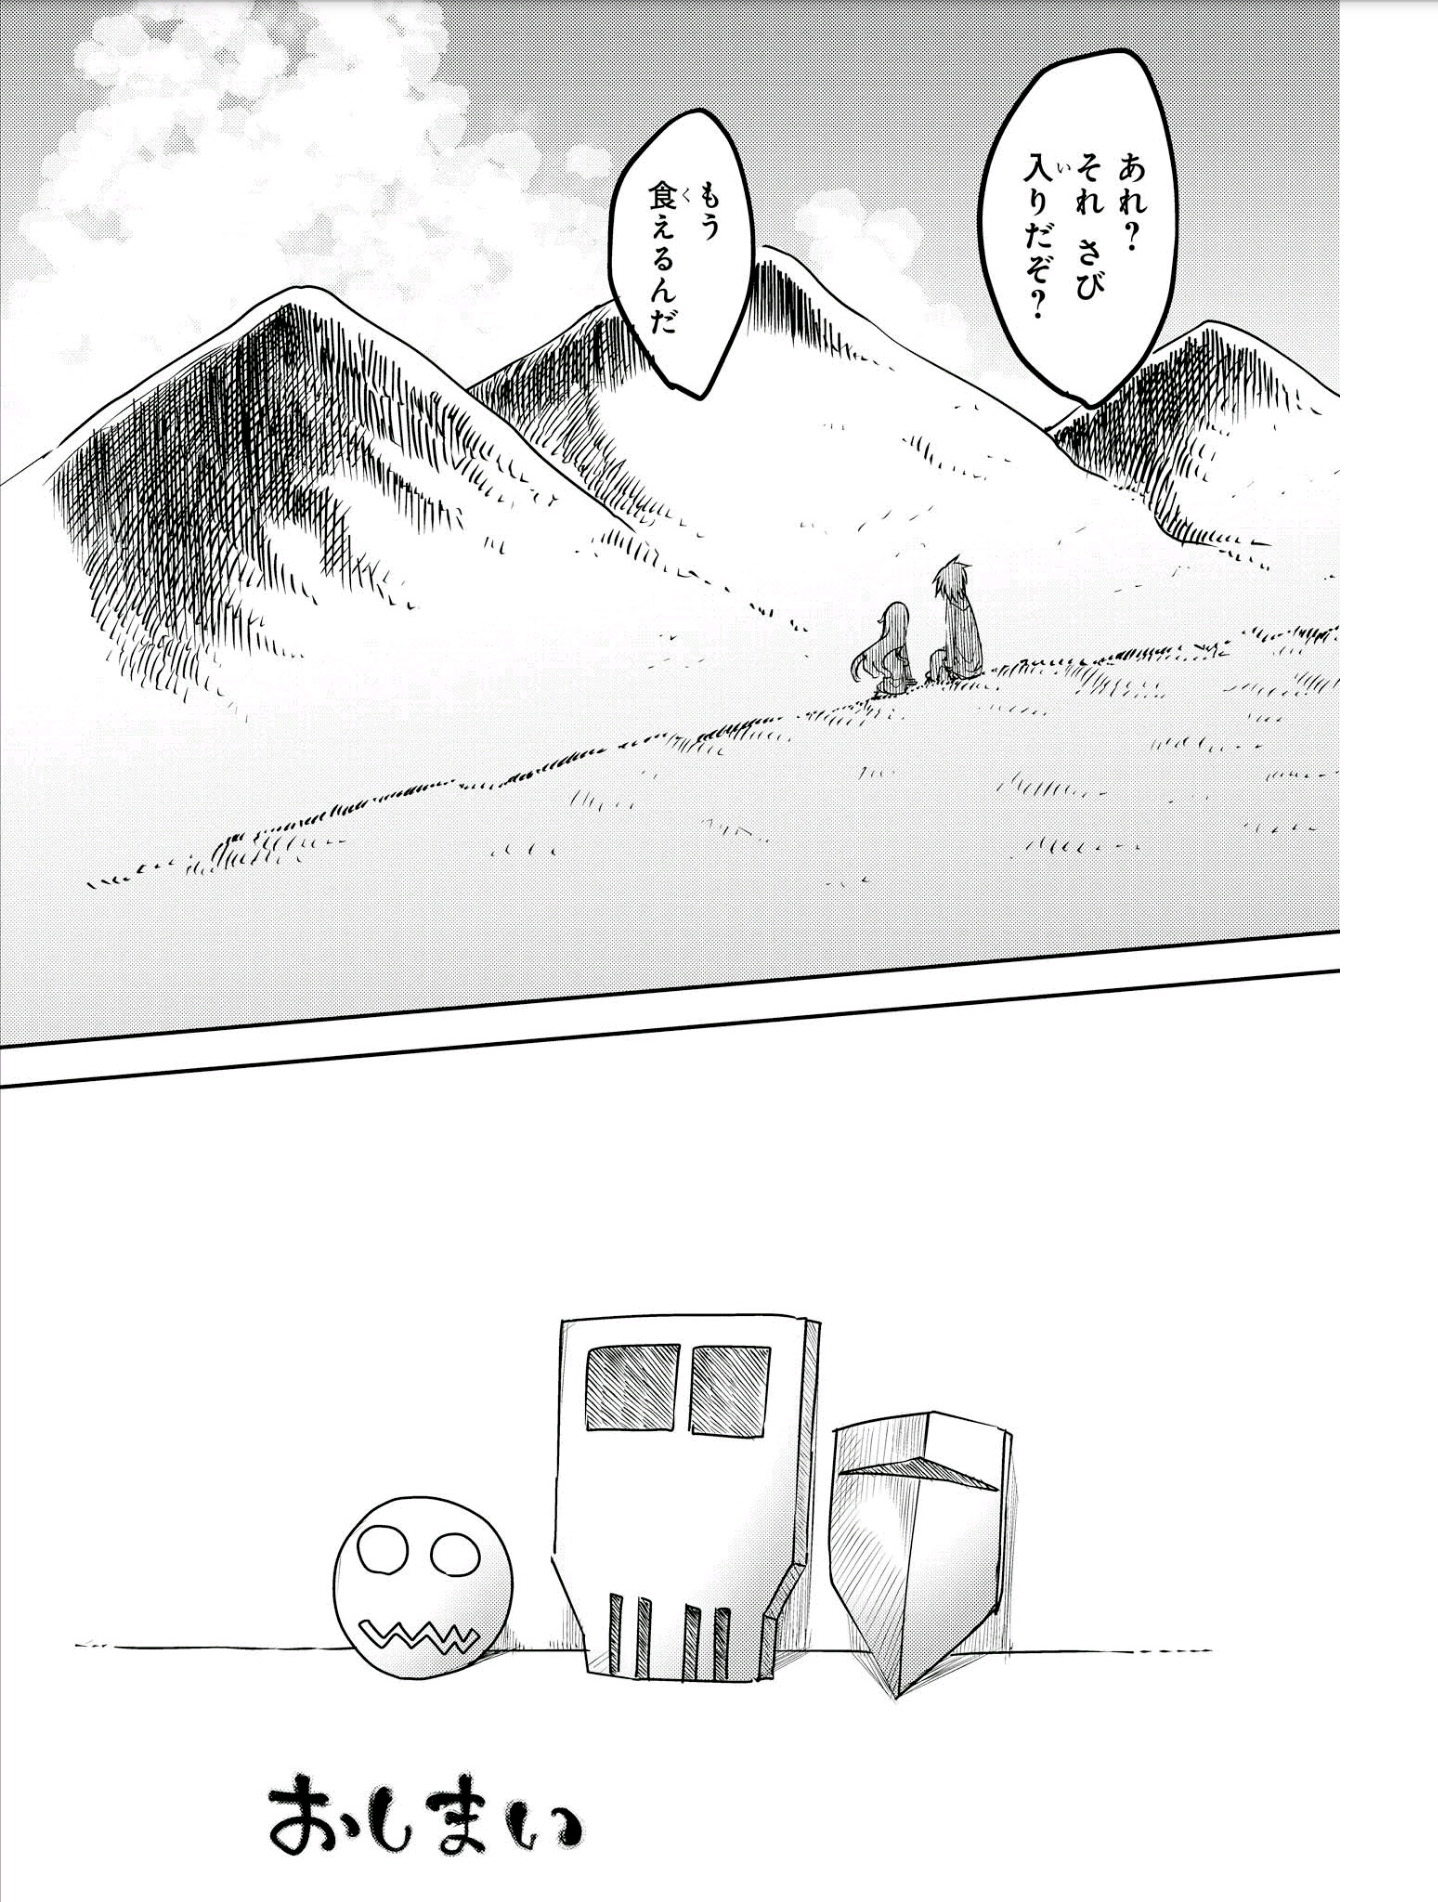 あれ?
それ さび
入りだぞ?
もう
食えるんだ
おしまい